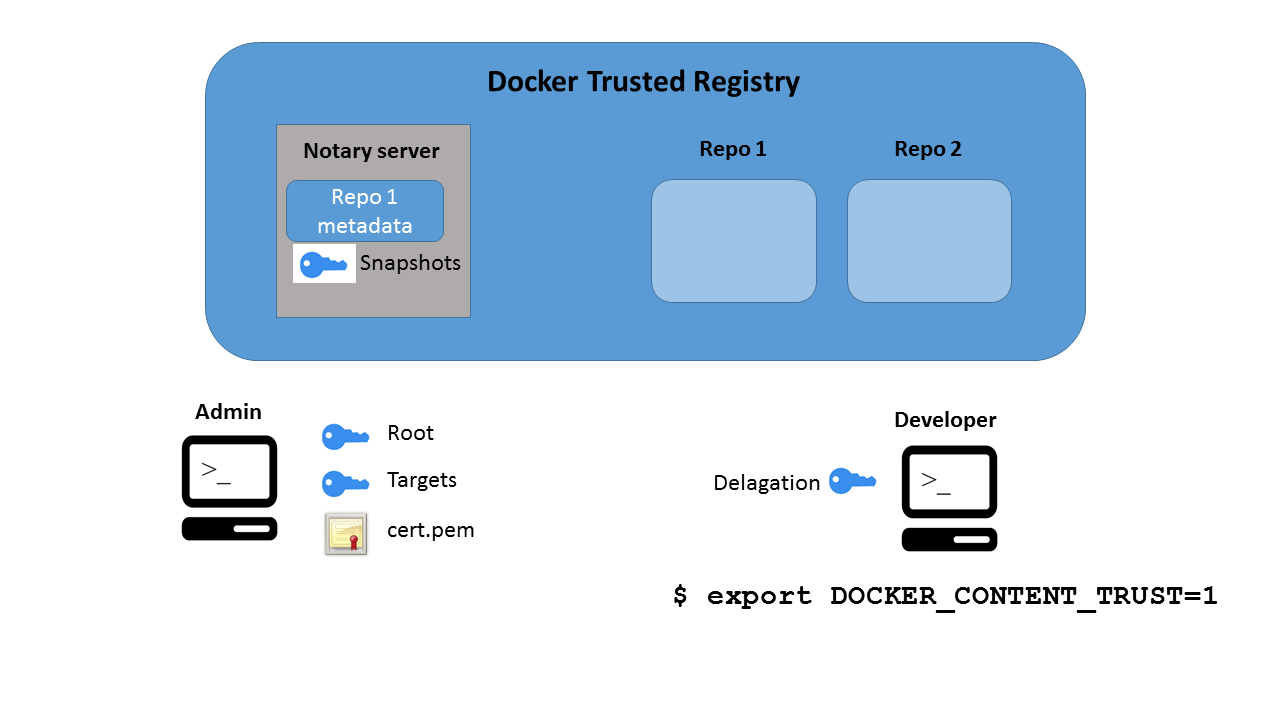 Docker Trusted Registry
Notary server
Repo 1
metadata
Snapshots
Repo 1
Repo 2
Admin
>_
Root
Targets
cert.pem
Developer
Delagation
>_
$ export DOCKER_CONTENT_TRUST=1